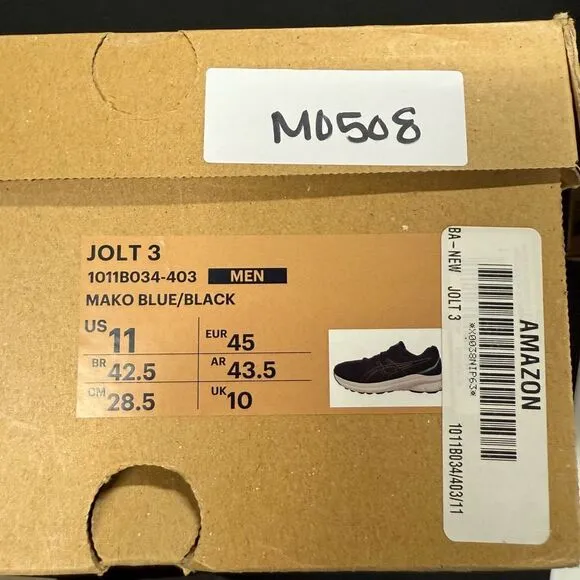 M0508
JOLT 3
1011B034-403 MEN
MAKO BLUE/BLACK
US 11 EUR 45
BR 42.5 AR 43.5
CM 28.5 UK 10
AMAZON
*X0038NIP63*
BA-NEW JOLT 3 1011B034/403/11